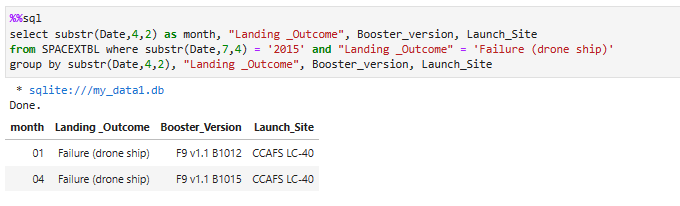 %%sql
select substr(Date,4,2) as month, "Landing _Outcome", Booster_version, Launch_Site
from SPACEXTBL where substr(Date,7,4) = '2015' and "Landing _Outcome" = 'Failure (drone ship)'
group by substr(Date,4,2), "Landing _Outcome", Booster_version, Launch_Site
* sqlite:///my_data1.db
Done.
month Landing _Outcome Booster_Version Launch_Site
01 Failure (drone ship) F9 v1.1 B1012 CCAFS LC-40
04 Failure (drone ship) F9 v1.1 B1015 CCAFS LC-40